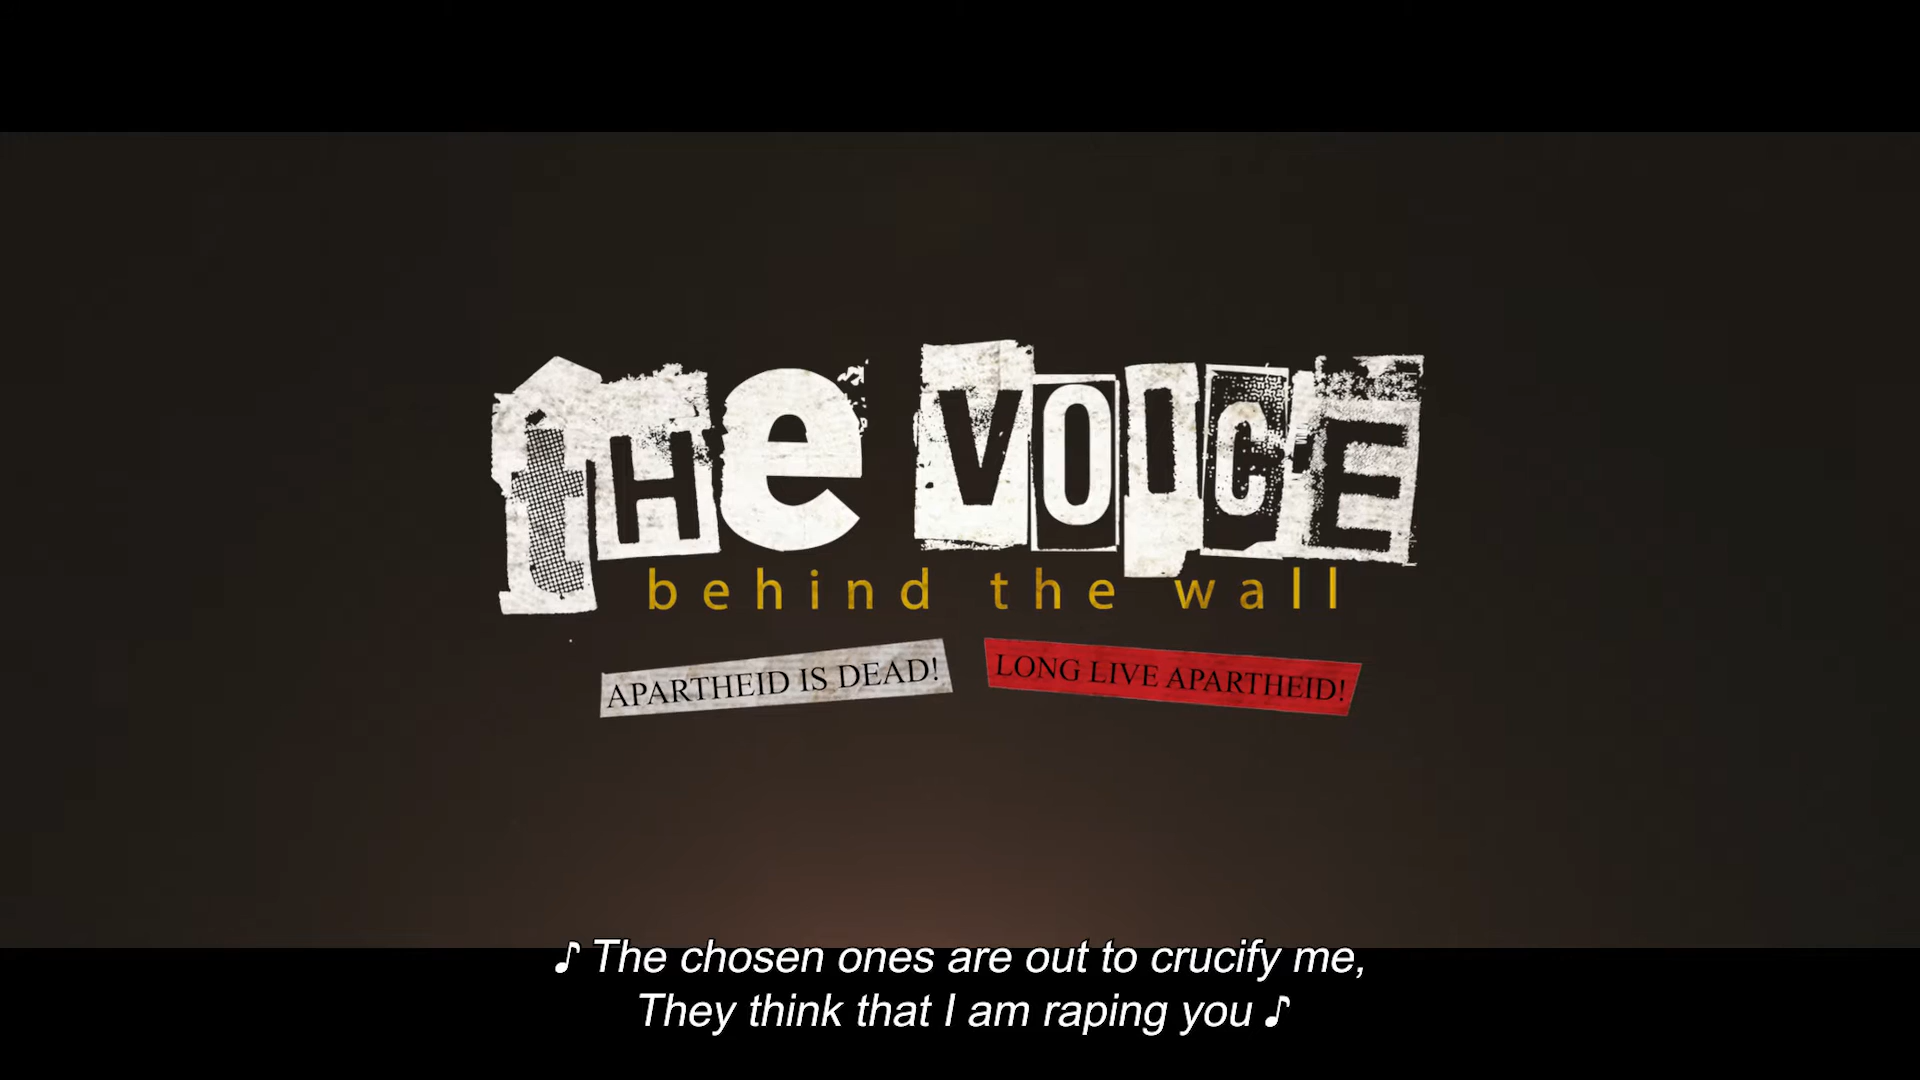 tHe VOICE
behind the wall
APARTHEID IS DEAD! LONG LIVE APARTHEID!
♪ The chosen ones are out to crucify me,
They think that I am raping you ♪